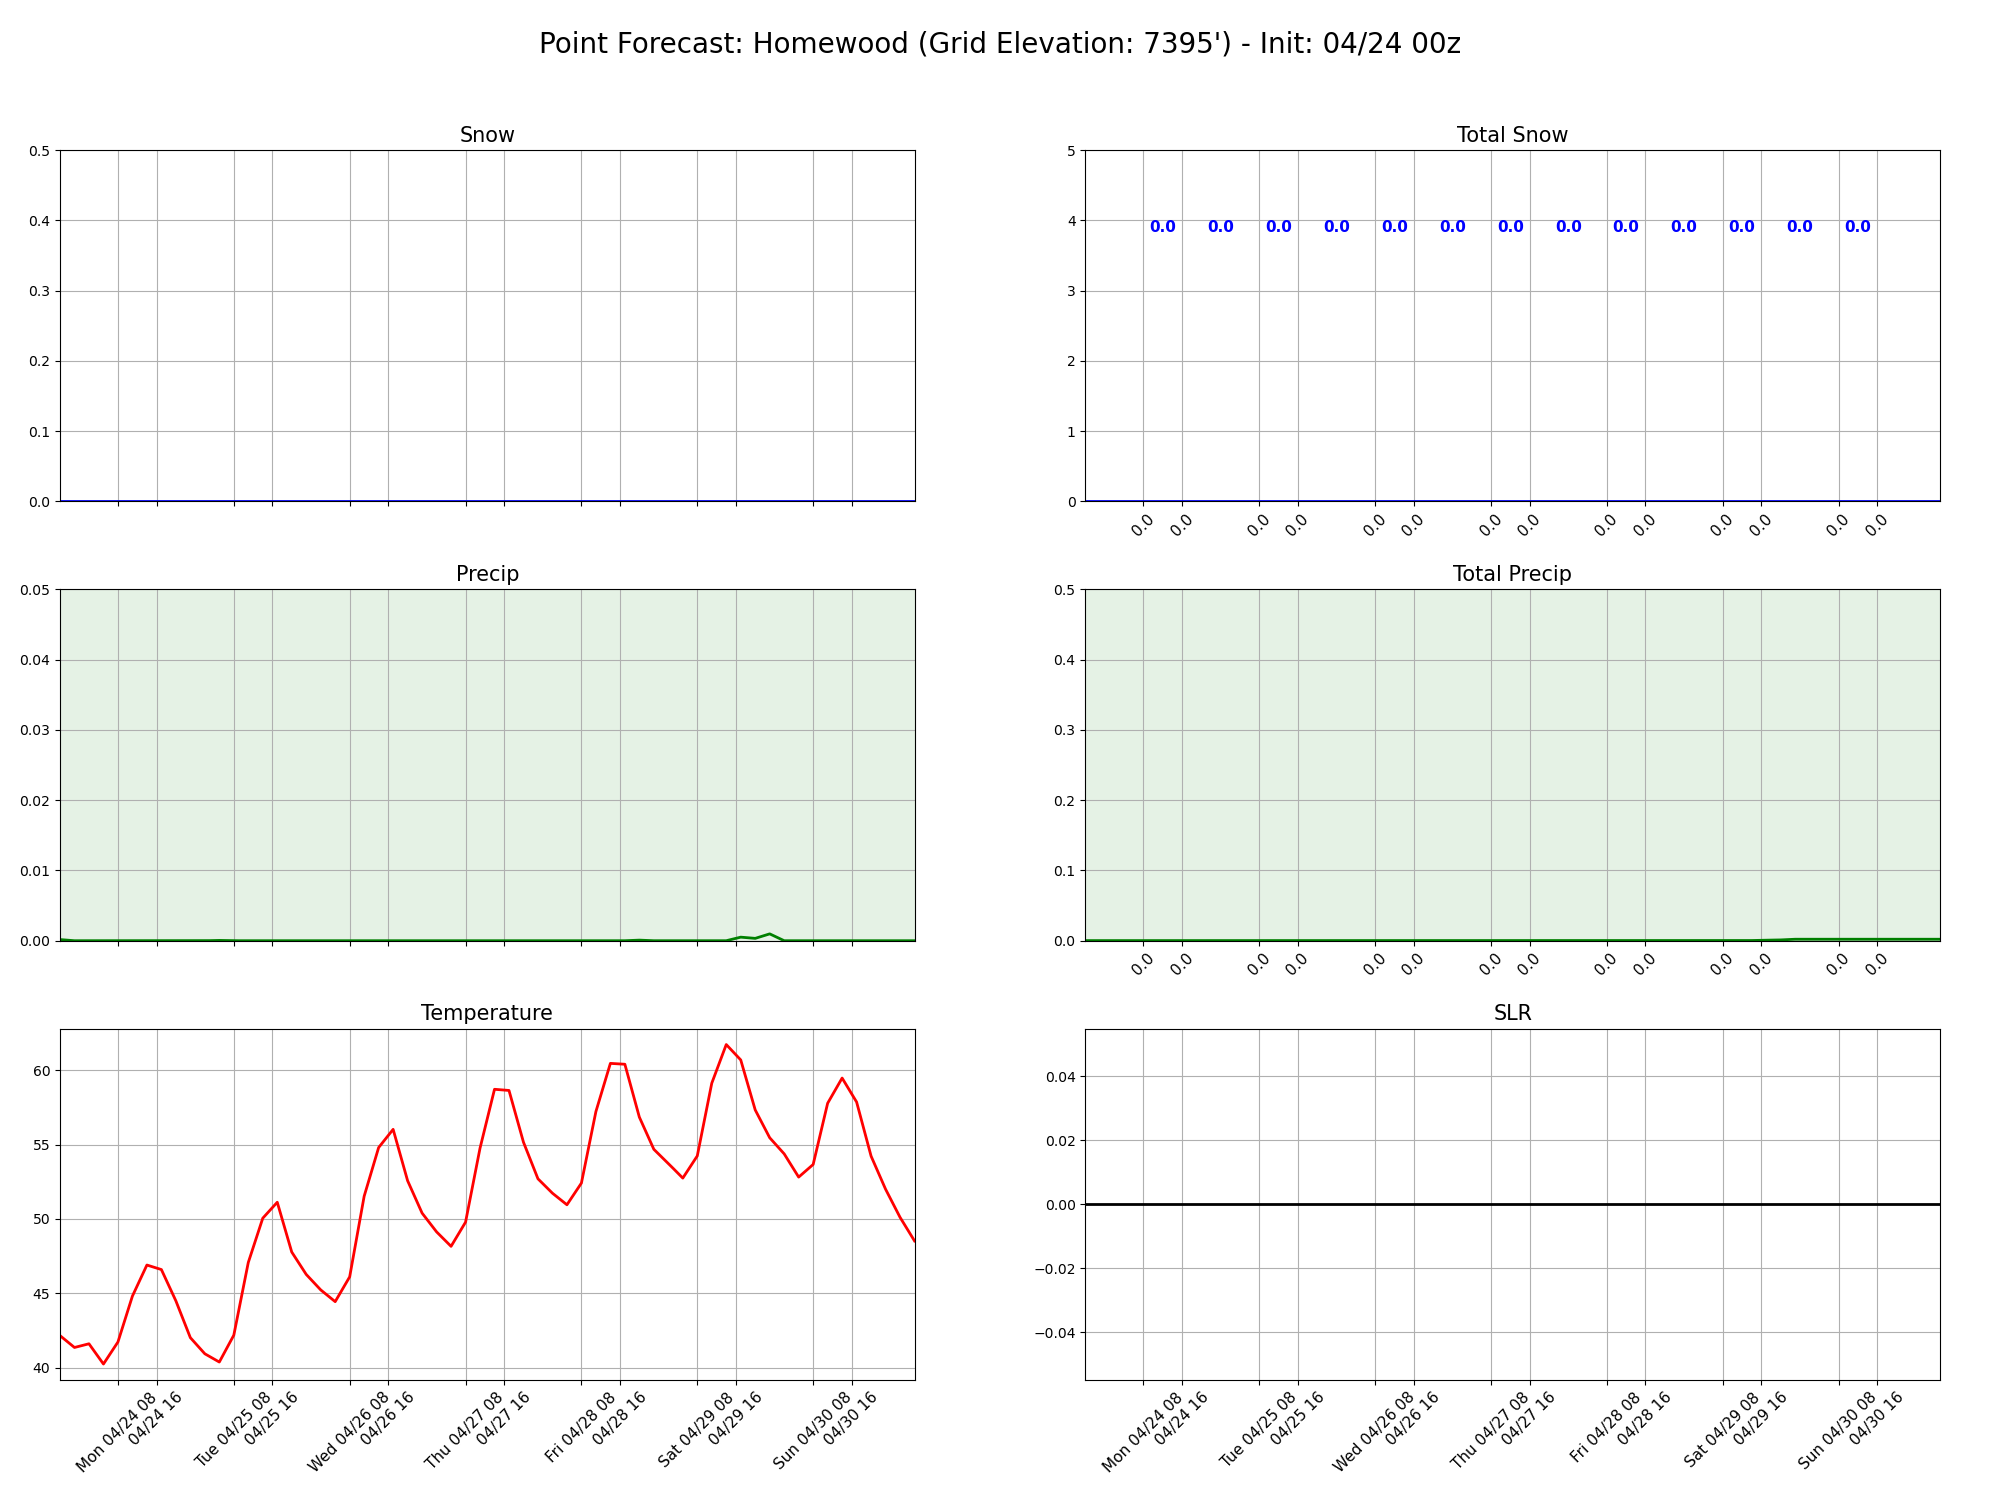 Point Forecast: Homewood (Grid Elevation: 7395') - Init: 04/24 00z
Snow
0.5
0.4
0.3
0.2
0.1
0.0
Total Snow
5
4
3
2
1
0
0.0 0.0 0.0 0.0 0.0 0.0 0.0 0.0 0.0 0.0 0.0 0.0 0.0
0.0 0.0 0.0 0.0 0.0 0.0 0.0 0.0 0.0 0.0 0.0 0.0 0.0 0.0
Precip
0.05
0.04
0.03
0.02
0.01
0.00
Total Precip
0.5
0.4
0.3
0.2
0.1
0.0
0.0 0.0 0.0 0.0 0.0 0.0 0.0 0.0 0.0 0.0 0.0 0.0 0.0 0.0
Temperature
60
55
50
45
40
Mon 04/24 08
04/24 16
Tue 04/25 08
04/25 16
Wed 04/26 08
04/26 16
Thu 04/27 08
04/27 16
Fri 04/28 08
04/28 16
Sat 04/29 08
04/29 16
Sun 04/30 08
04/30 16
SLR
0.04
0.02
0.00
−0.02
−0.04
Mon 04/24 08
04/24 16
Tue 04/25 08
04/25 16
Wed 04/26 08
04/26 16
Thu 04/27 08
04/27 16
Fri 04/28 08
04/28 16
Sat 04/29 08
04/29 16
Sun 04/30 08
04/30 16